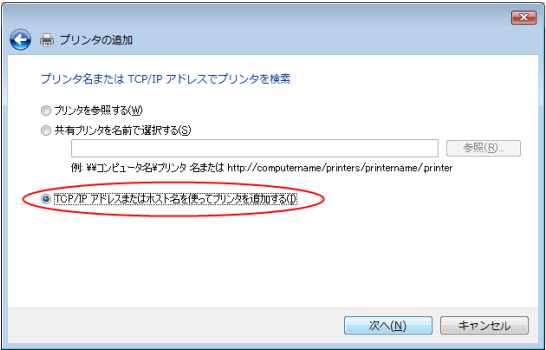 プリンタの追加
プリンタ名または TCP/IP アドレスでプリンタを検索
プリンタを参照する(W)
共有プリンタを名前で選択する(S)
参照(R)...
例: ¥¥コンピュータ名¥プリンタ 名または http://computername/printers/printername/printer
TCP/IP アドレスまたはホスト名を使ってプリンタを追加する(I)
次へ(N)
キャンセル